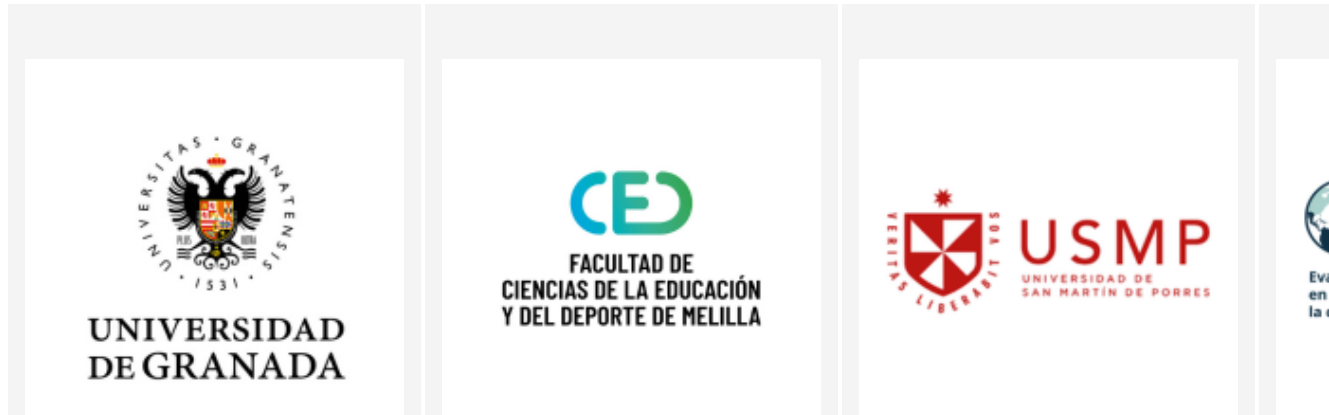 UNIVERSITAS · GRANATENSIS
· 1531 ·
UNIVERSIDAD
DE GRANADA
CED
FACULTAD DE
CIENCIAS DE LA EDUCACIÓN
Y DEL DEPORTE DE MELILLA
VERITAS LIBERABIT VOS
USMP
UNIVERSIDAD DE
SAN MARTÍN DE PORRES
en